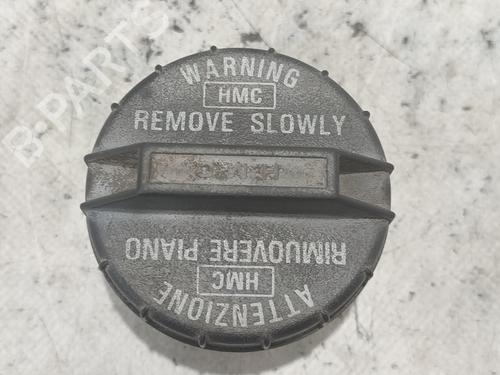 WARNING
HMC
REMOVE SLOWLY
RIMUOVERE PIANO
HMC
ATTENZIONE
B-PARTS